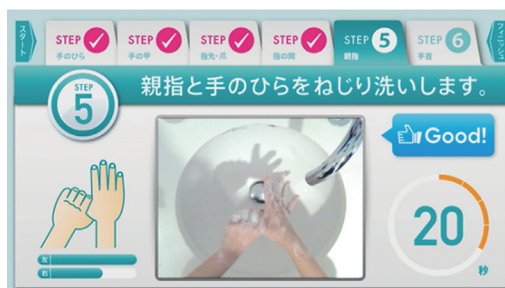 スタート
STEP
手のひら
STEP
手の甲
STEP
指先・爪
STEP
指の間
STEP 5
親指
STEP 6
手首
フィニッシュ
STEP
5
親指と手のひらをねじり洗いします。
Good!
20
秒
左
右